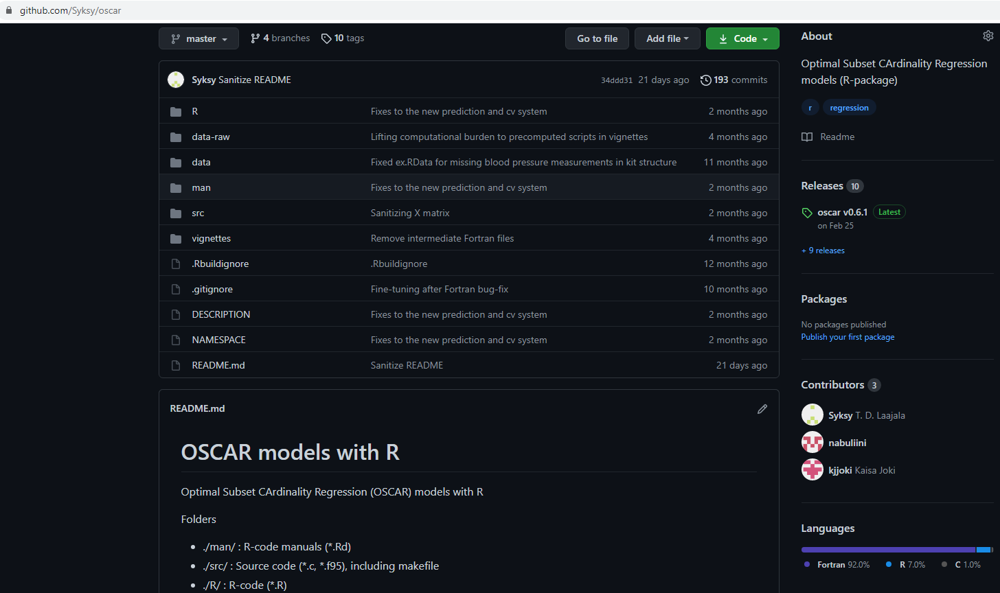 github.com/Syksy/oscar
master 4 branches 10 tags Go to file Add file Code
Syksy Sanitize README 34ddd31 21 days ago 193 commits
R Fixes to the new prediction and cv system 2 months ago
data-raw Lifting computational burden to precomputed scripts in vignettes 4 months ago
data Fixed ex.RData for missing blood pressure measurements in kit structure 11 months ago
man Fixes to the new prediction and cv system 2 months ago
src Sanitizing X matrix 2 months ago
vignettes Remove intermediate Fortran files 4 months ago
.Rbuildignore .Rbuildignore 12 months ago
.gitignore Fine-tuning after Fortran bug-fix 10 months ago
DESCRIPTION Fixes to the new prediction and cv system 2 months ago
NAMESPACE Fixes to the new prediction and cv system 2 months ago
README.md Sanitize README 21 days ago
README.md
OSCAR models with R
Optimal Subset CArdinality Regression (OSCAR) models with R
Folders
• ./man/ : R-code manuals (*.Rd)
• ./src/ : Source code (*.c, *.f95), including makefile
• ./R/ : R-code (*.R)
About
Optimal Subset CArdinality Regression
models (R-package)
r regression
Readme
Releases 10
oscar v0.6.1 Latest
on Feb 25
+ 9 releases
Packages
No packages published
Publish your first package
Contributors 3
Syksy T. D. Laajala
nabuliini
kjjoki Kaisa Joki
Languages
Fortran 92.0% R 7.0% C 1.0%